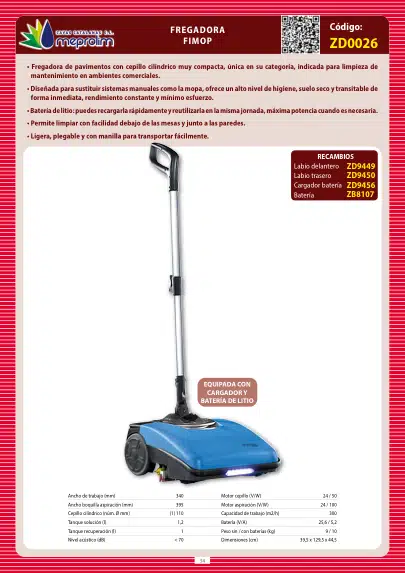 GAYAS CATALANAS S.L.
meprolim
FREGADORA
FIMOP
Código:
ZD0026
• Fregadora de pavimentos con cepillo cilíndrico muy compacta, única en su categoría, indicada para limpieza de
mantenimiento en ambientes comerciales.
• Diseñada para sustituir sistemas manuales como la mopa, ofrece un alto nivel de higiene, suelo seco y transitable de
forma inmediata, rendimiento constante y mínimo esfuerzo.
• Batería de litio: puedes recargarla rápidamente y reutilizarla en la misma jornada, máxima potencia cuando es necesaria.
• Permite limpiar con facilidad debajo de las mesas y junto a las paredes.
• Ligera, plegable y con manilla para transportar fácilmente.
RECAMBIOS
Labio delantero ZD9449
Labio trasero ZD9450
Cargador batería ZD9456
Batería ZB8107
EQUIPADA CON
CARGADOR Y
BATERÍA DE LITIO
Ancho de trabajo (mm) 340
Ancho boquilla aspiración (mm) 395
Cepillo cilíndrico (núm. Ø mm) (1) 110
Tanque solución (l) 1,2
Tanque recuperación (l) 1
Nivel acústico (dB) < 70
Motor cepillo (V/W) 24 / 50
Motor aspiración (V/W) 24 / 100
Capacidad de trabajo (m2/h) 300
Batería (V/A) 25,6 / 5,2
Peso sin / con baterías (kg) 9 / 10
Dimensiones (cm) 39,5 x 129,5 x 44,5
34